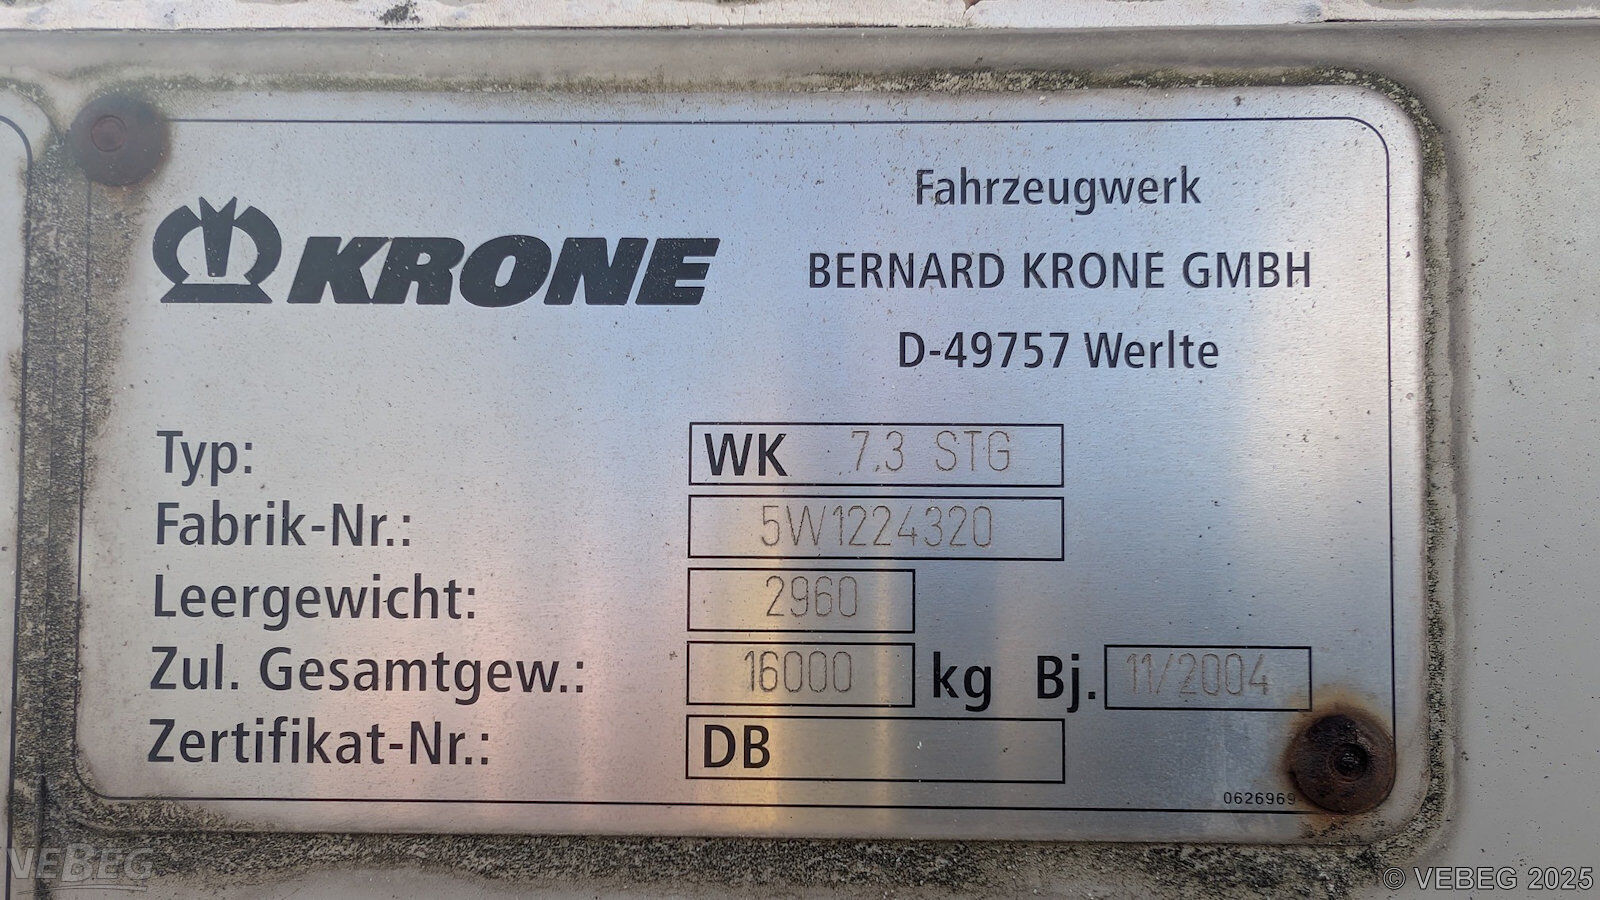 KRONE
Fahrzeugwerk
BERNARD KRONE GMBH
D-49757 Werlte
Typ: WK 7.3 STG
Fabrik-Nr.: 5W1224320
Leergewicht: 2960
Zul. Gesamtgew.: 16000 kg Bj. 11/2004
Zertifikat-Nr.: DB
0626969
VEBEG
© VEBEG 2025